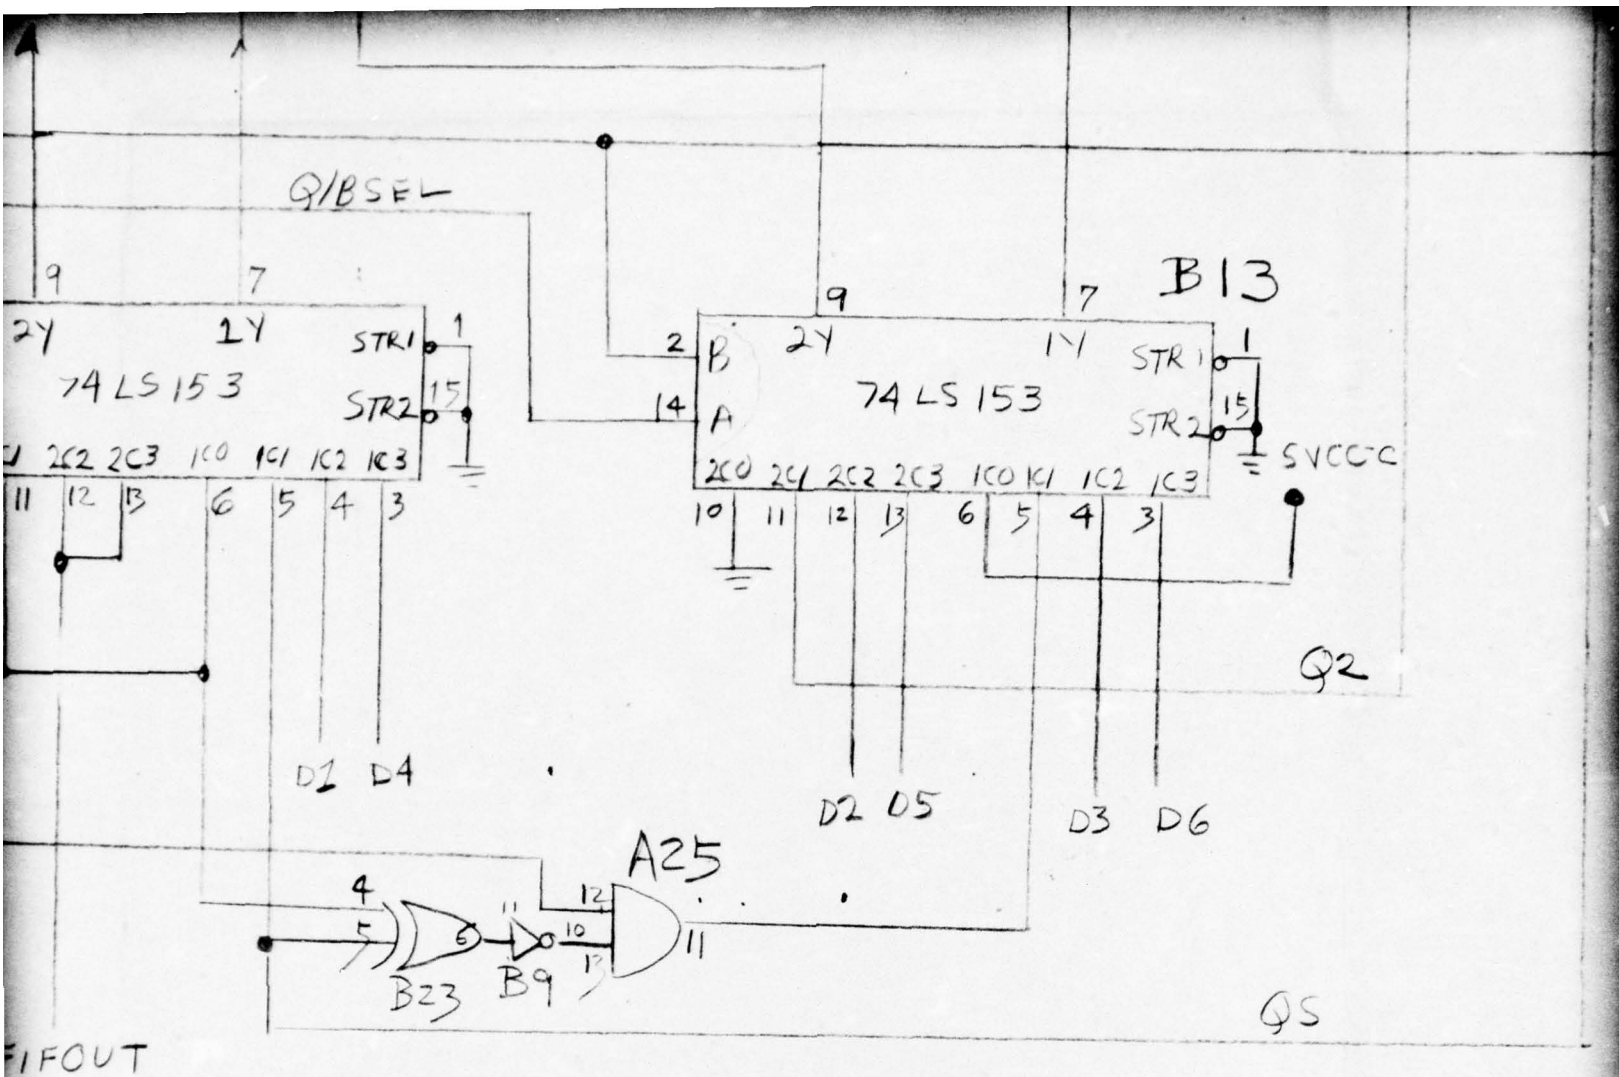 Q/BSEL
9
7
2Y
1Y
STR1
1
74LS153
STR2
15
2C2 2C3 1C0 1C1 1C2 1C3
11 12 13 6 5 4 3
D1 D4
B13
9
7
2
B
2Y
1Y
STR1
1
14
A
74LS153
STR2
15
2C0 2C1 2C2 2C3 1C0 1C1 1C2 1C3
10 11 12 13 6 5 4 3
5VCC-C
Q2
D2 D5
D3 D6
A25
4
5
6
11
10
12
13
11
B23
B9
QS
FIFOUT